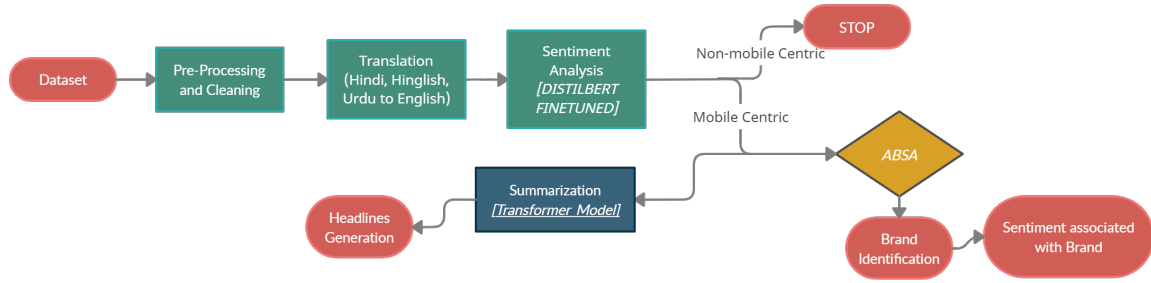 Dataset
Pre-Processing
and Cleaning
Translation
(Hindi, Hinglish,
Urdu to English)
Sentiment
Analysis
[DISTILBERT
FINETUNED]
Non-mobile Centric
STOP
Mobile Centric
ABSA
Summarization
[Transformer Model]
Headlines
Generation
Brand
Identification
Sentiment associated
with Brand